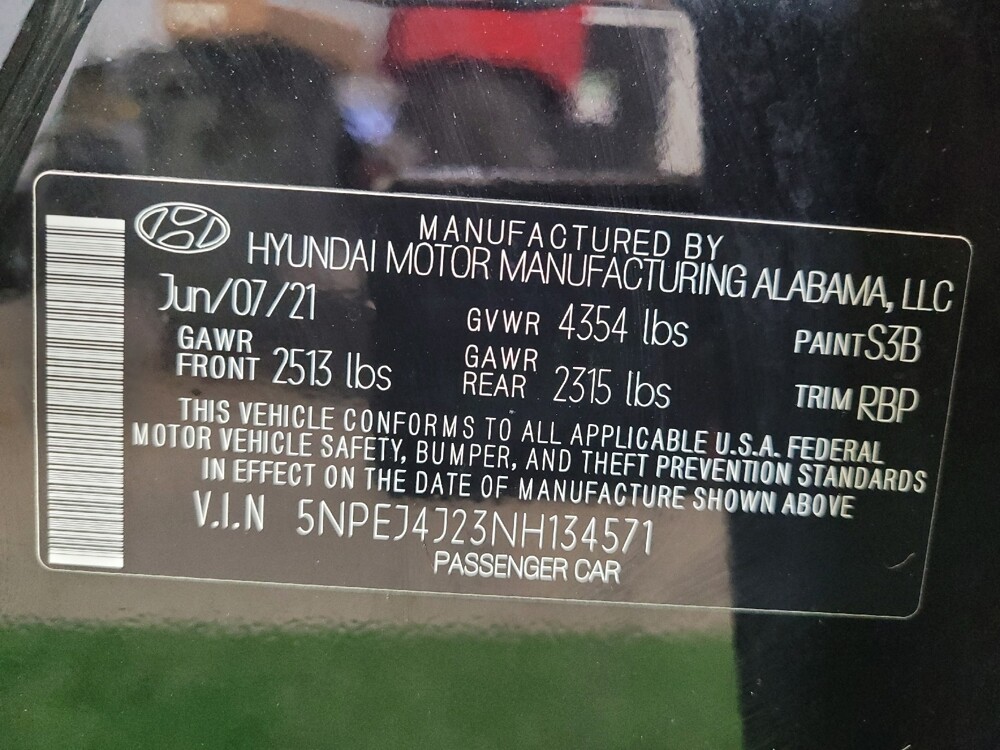 MANUFACTURED BY
HYUNDAI MOTOR MANUFACTURING ALABAMA, LLC
Jun/07/21 GVWR 4354 lbs PAINT S3B
GAWR FRONT 2513 lbs GAWR REAR 2315 lbs TRIM RBP
THIS VEHICLE CONFORMS TO ALL APPLICABLE U.S.A. FEDERAL
MOTOR VEHICLE SAFETY, BUMPER, AND THEFT PREVENTION STANDARDS
IN EFFECT ON THE DATE OF MANUFACTURE SHOWN ABOVE
V.I.N 5NPEJ4J23NH134571
PASSENGER CAR